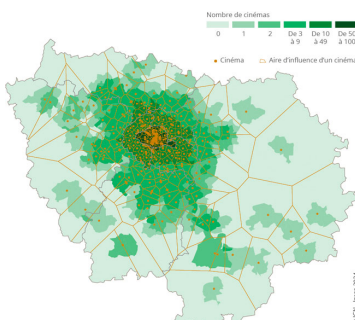 Nombre de cinémas
0 1 2 De 3 De 10 De 50
à 9 à 49 à 100
Cinéma Aire d'influence d'un cinéma